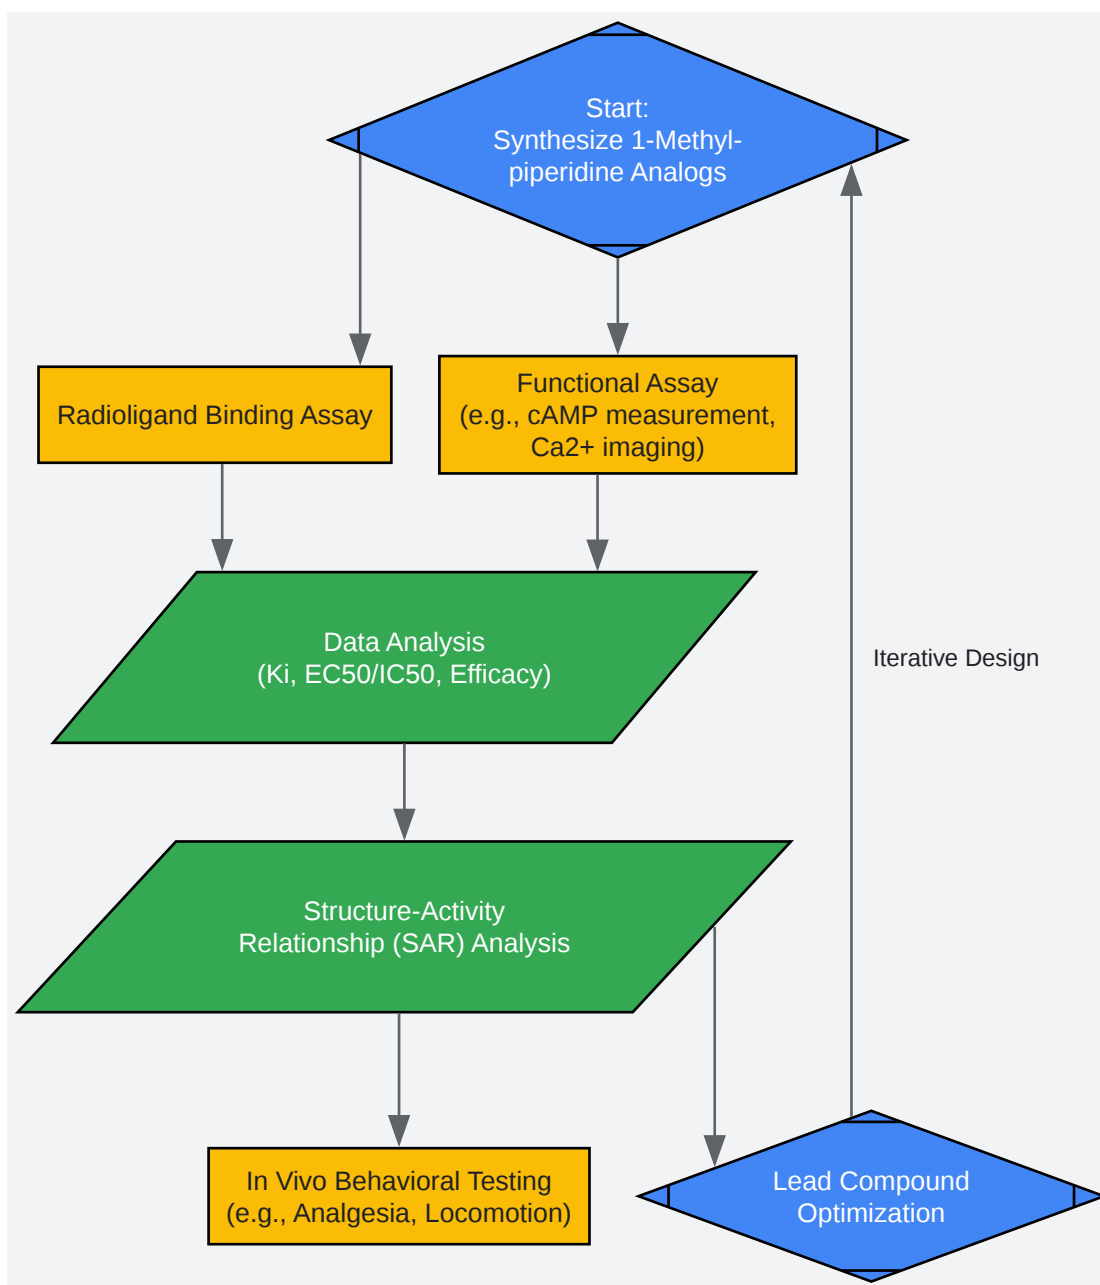 Start:
Synthesize 1-Methyl-
piperidine Analogs
Radioligand Binding Assay
Functional Assay
(e.g., cAMP measurement,
Ca2+ imaging)
Data Analysis
(Ki, EC50/IC50, Efficacy)
Iterative Design
Structure-Activity
Relationship (SAR) Analysis
In Vivo Behavioral Testing
(e.g., Analgesia, Locomotion)
Lead Compound
Optimization